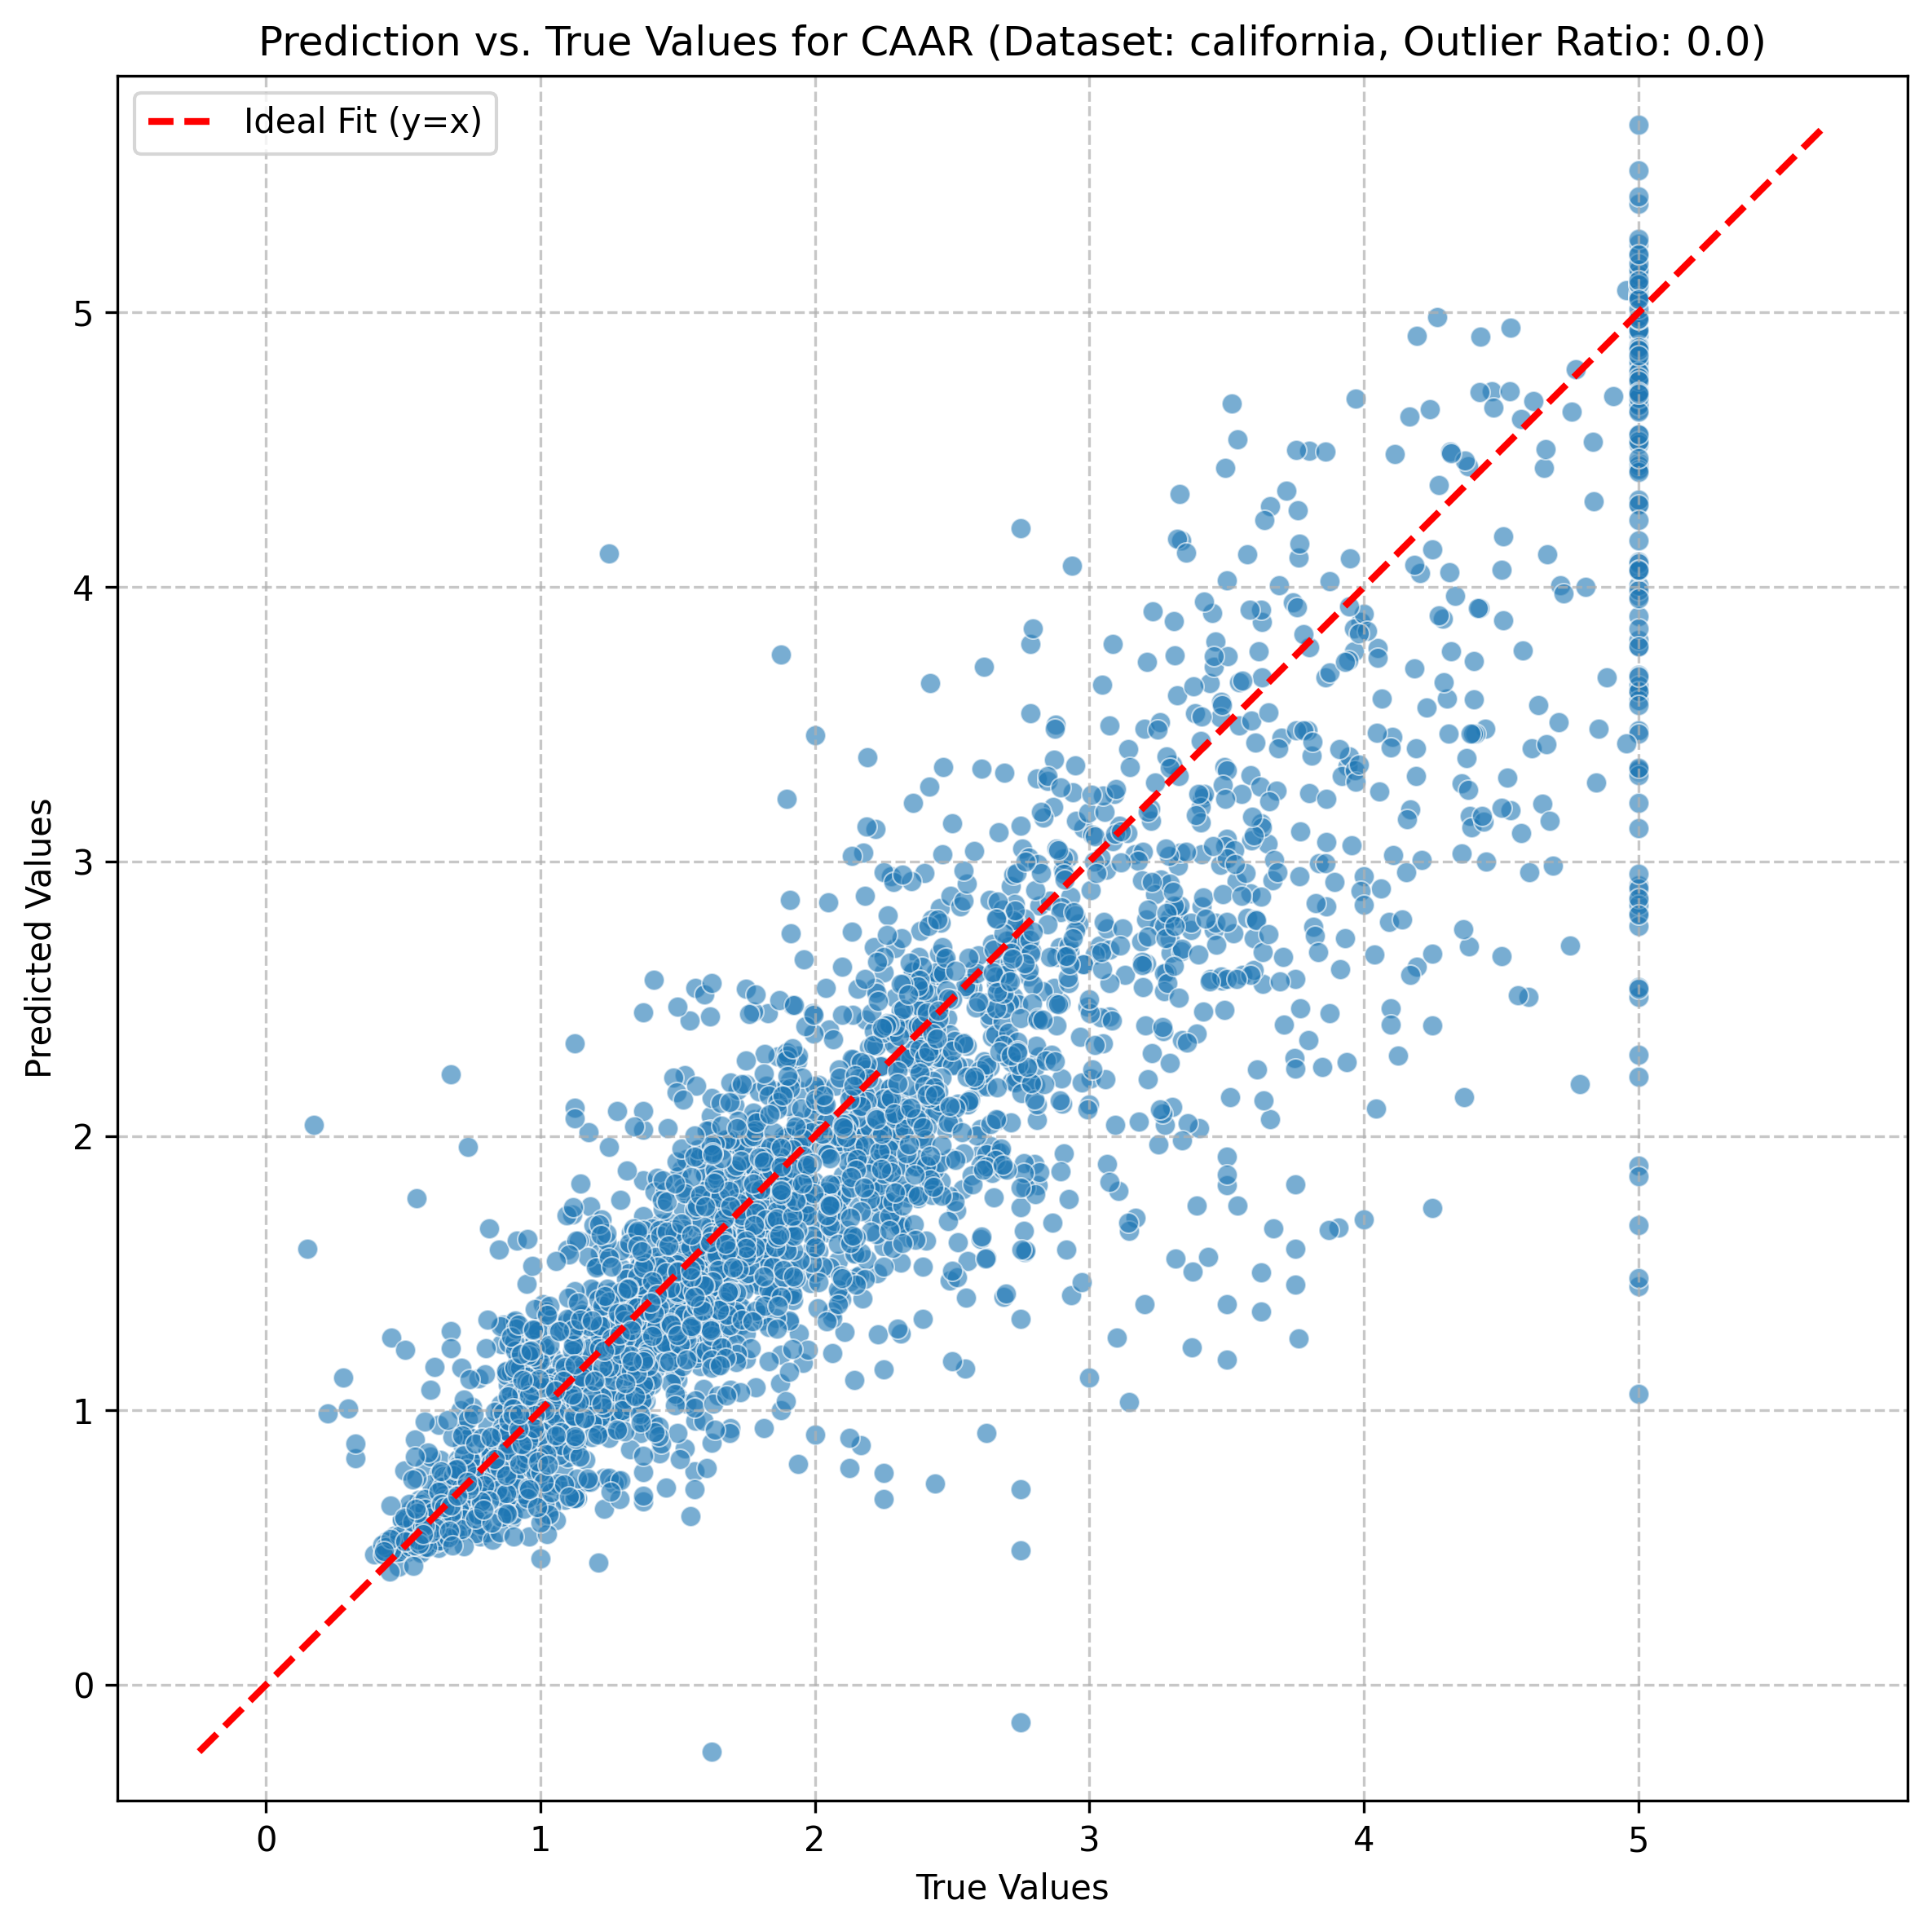 Prediction vs. True Values for CAAR (Dataset: california, Outlier Ratio: 0.0)
Ideal Fit (y=x)
Predicted Values
5
4
3
2
1
0
0 1 2 3 4 5
True Values